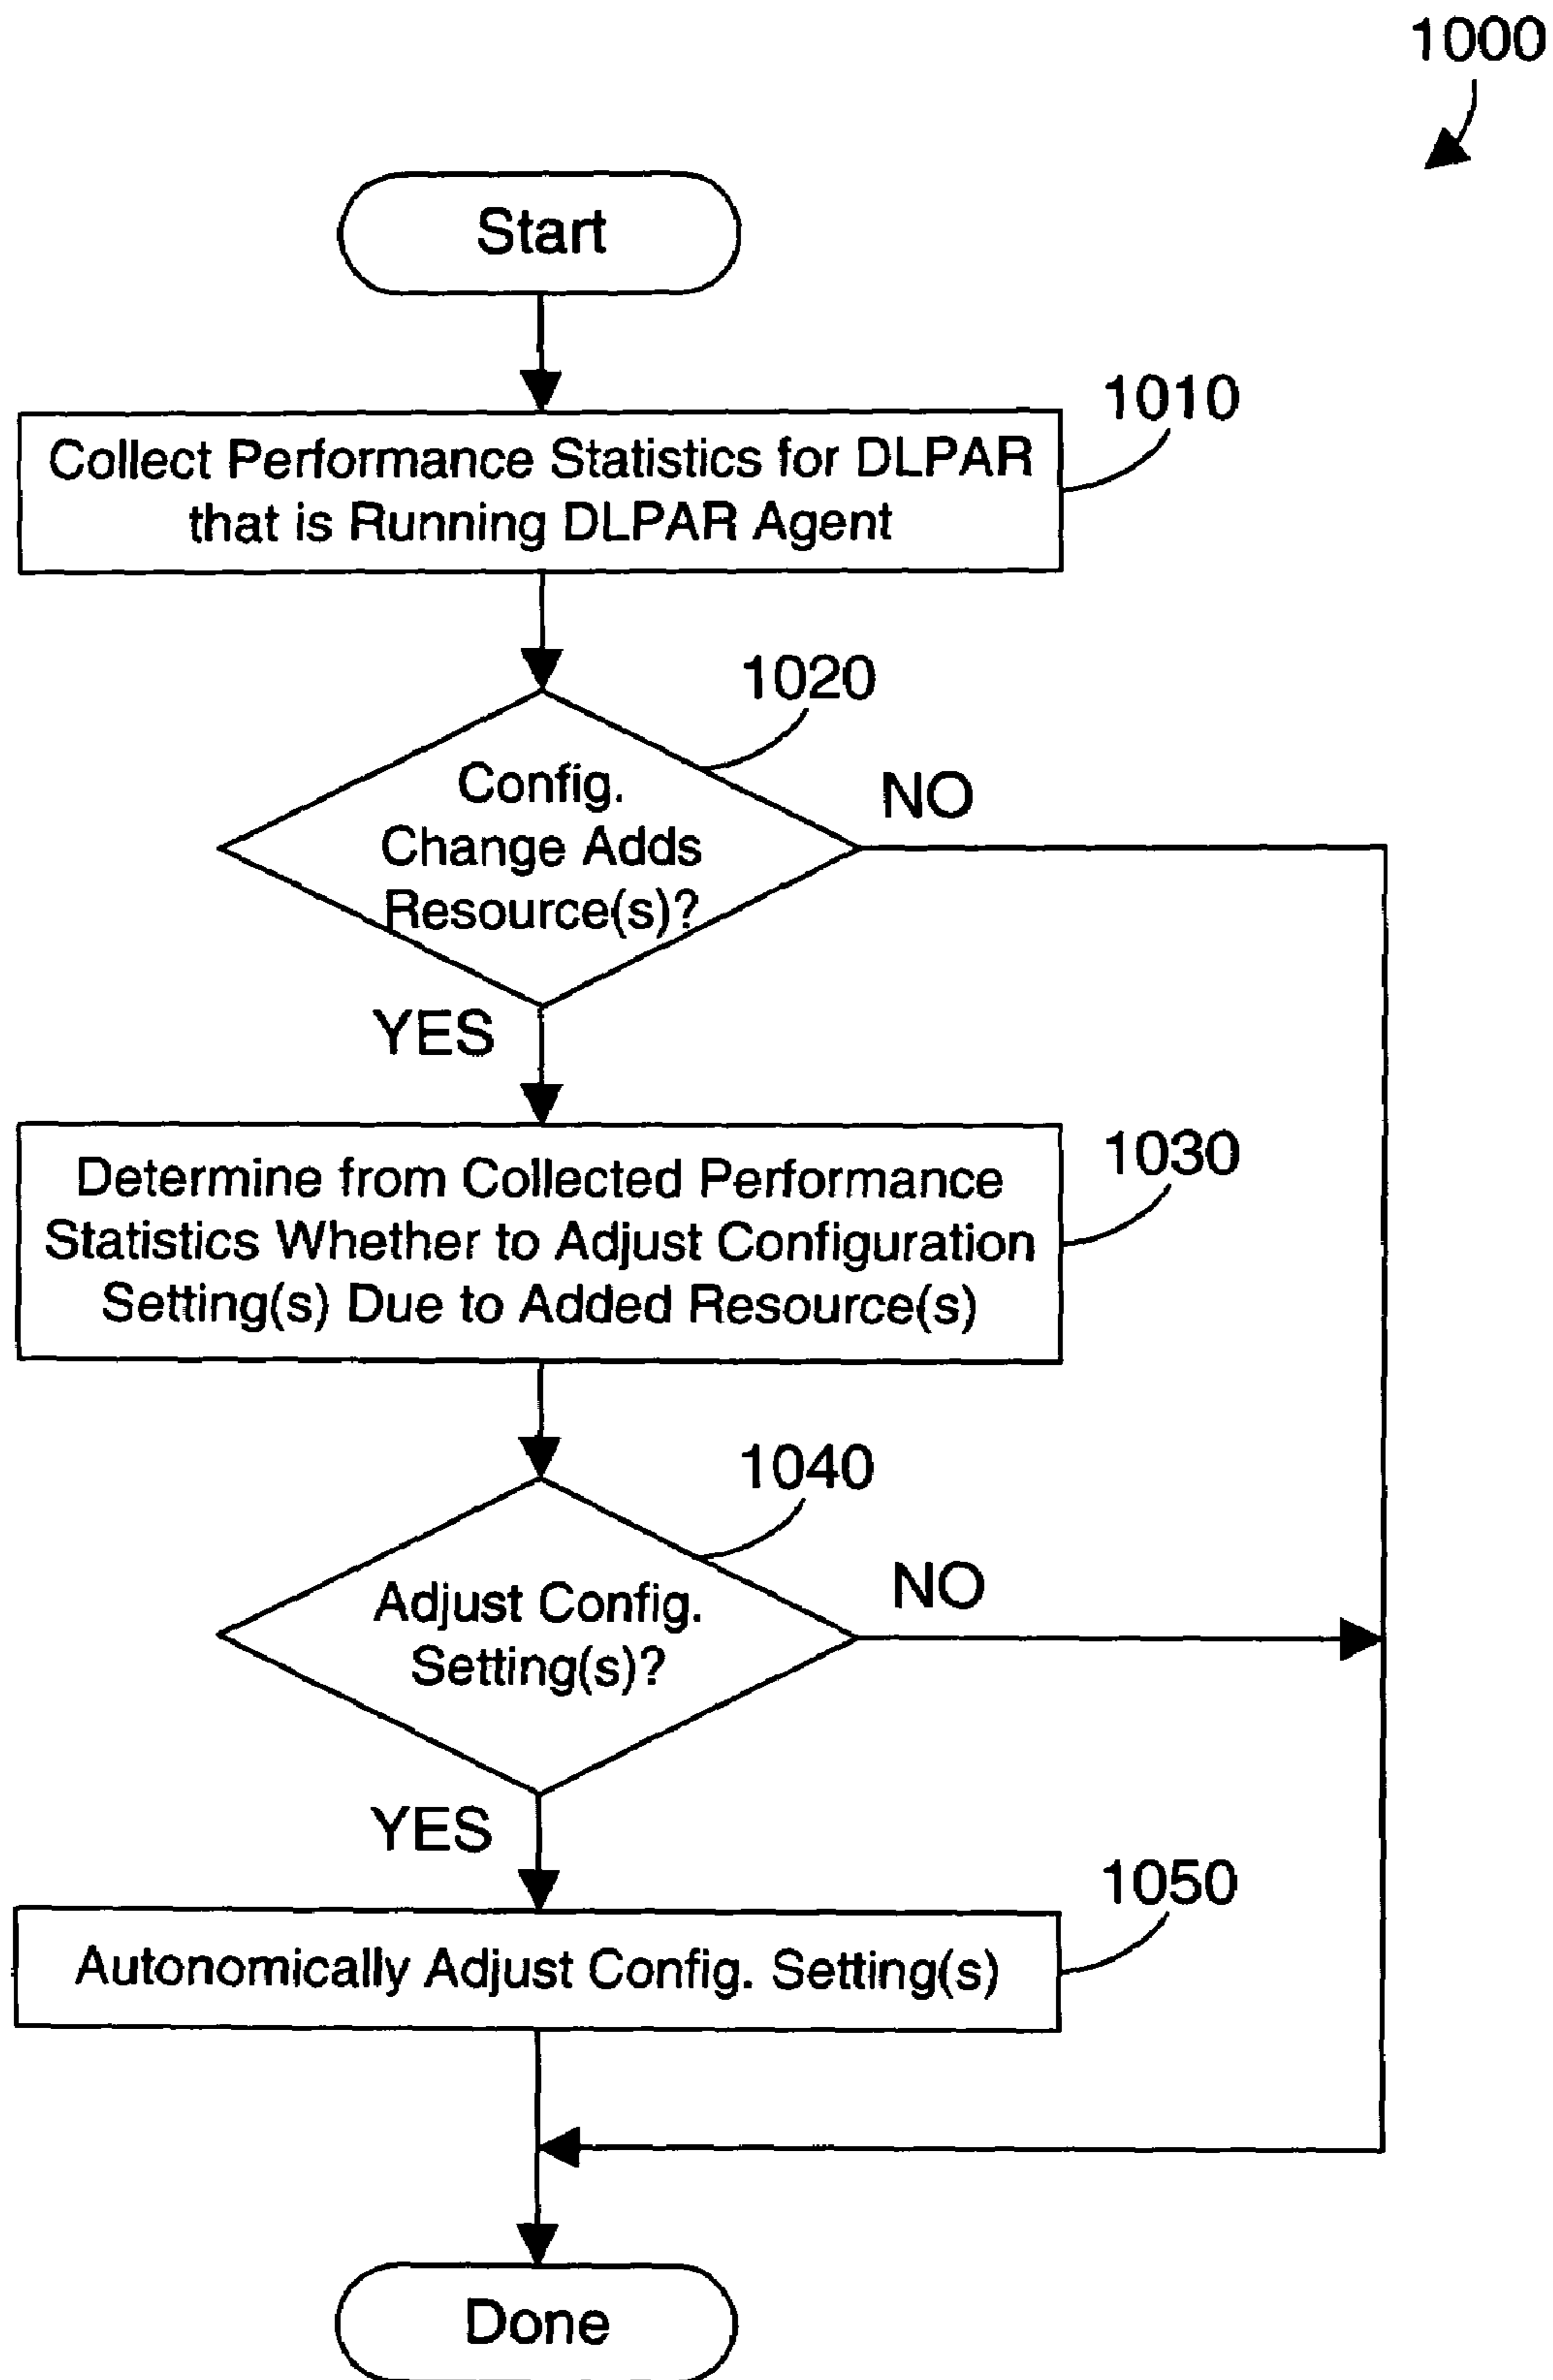 1000
Start
1010
Collect Performance Statistics for DLPAR
that is Running DLPAR Agent
1020
Config.
Change Adds
Resource(s)?
NO
YES
1030
Determine from Collected Performance
Statistics Whether to Adjust Configuration
Setting(s) Due to Added Resource(s)
1040
Adjust Config.
Setting(s)?
NO
YES
1050
Autonomically Adjust Config. Setting(s)
Done